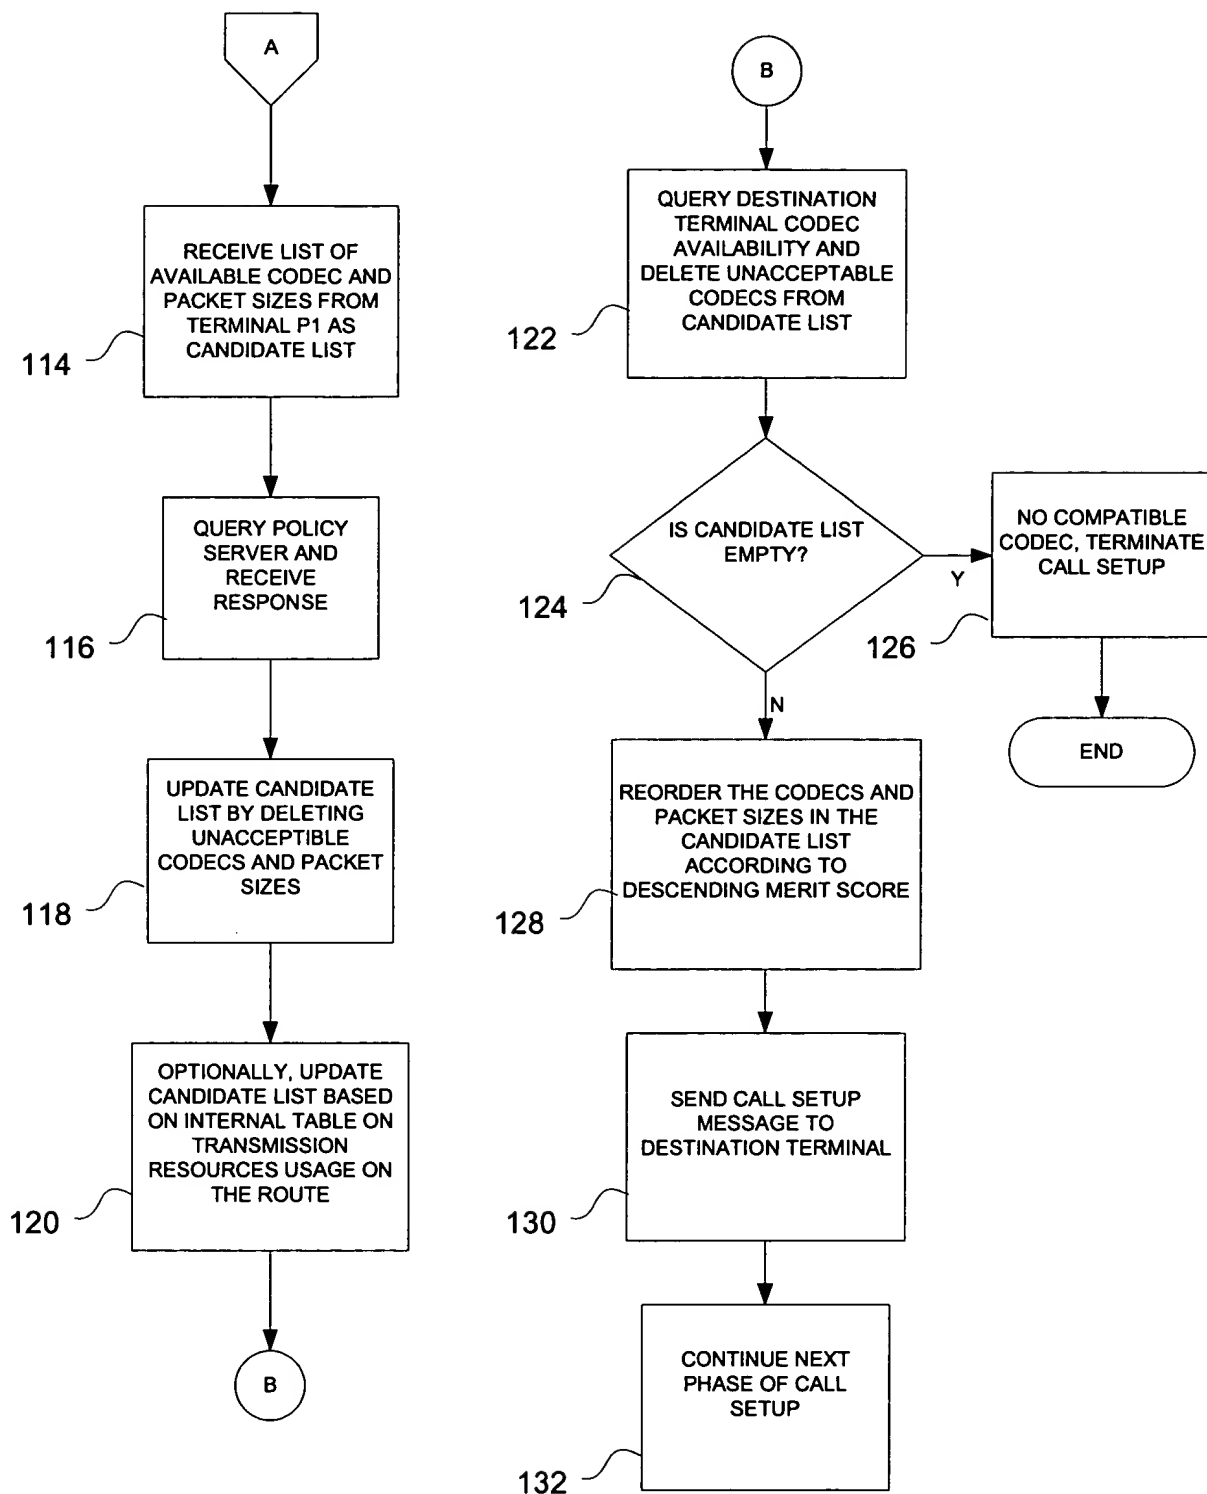 A
RECEIVE LIST OF
AVAILABLE CODEC AND
PACKET SIZES FROM
TERMINAL P1 AS
CANDIDATE LIST
114
QUERY POLICY
SERVER AND
RECEIVE
RESPONSE
116
UPDATE CANDIDATE
LIST BY DELETING
UNACCEPTIBLE
CODECS AND PACKET
SIZES
118
OPTIONALLY, UPDATE
CANDIDATE LIST BASED
ON INTERNAL TABLE ON
TRANSMISSION
RESOURCES USAGE ON
THE ROUTE
120
B
B
QUERY DESTINATION
TERMINAL CODEC
AVAILABILITY AND
DELETE UNACCEPTABLE
CODECS FROM
CANDIDATE LIST
122
IS CANDIDATE LIST
EMPTY?
124
Y
NO COMPATIBLE
CODEC, TERMINATE
CALL SETUP
126
END
N
REORDER THE CODECS AND
PACKET SIZES IN THE
CANDIDATE LIST
ACCORDING TO
DESCENDING MERIT SCORE
128
SEND CALL SETUP
MESSAGE TO
DESTINATION TERMINAL
130
CONTINUE NEXT
PHASE OF CALL
SETUP
132